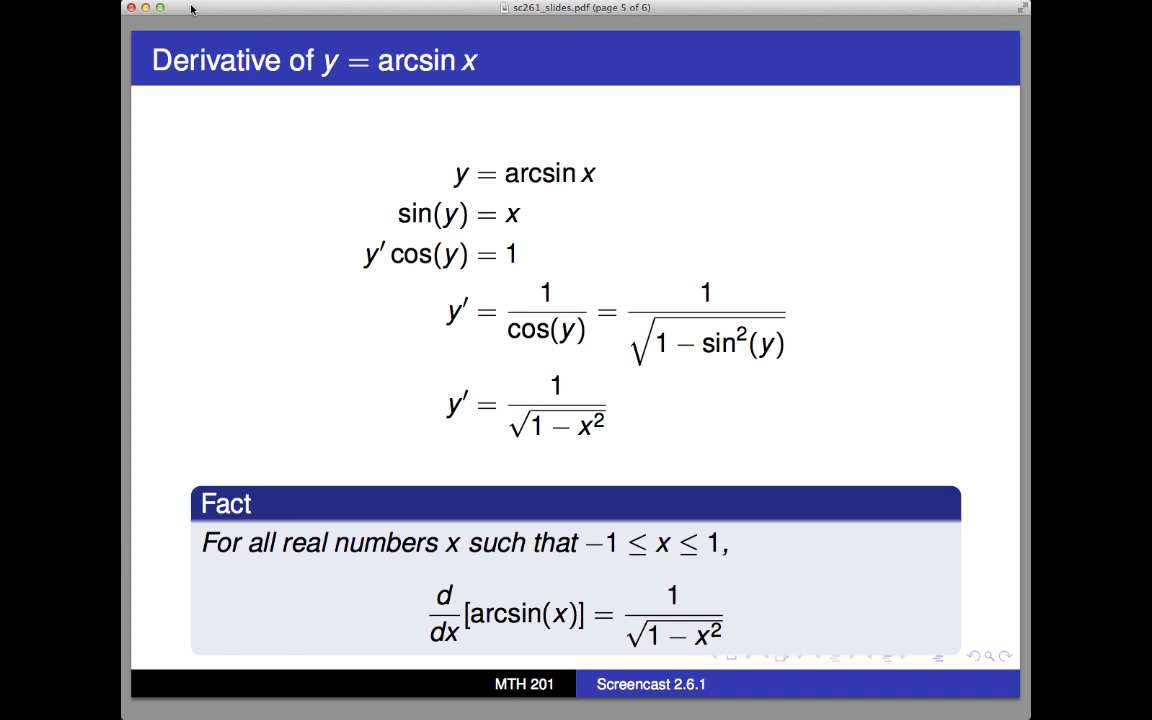 sc261_slides.pdf (page 5 of 6)
Derivative of y = arcsin x
y = arcsin x
sin(y) = x
y′ cos(y) = 1
y′ = 1/cos(y) = 1/√(1 − sin²(y))
y′ = 1/√(1 − x²)
Fact
For all real numbers x such that −1 ≤ x ≤ 1,
d/dx [arcsin(x)] = 1/√(1 − x²)
MTH 201 Screencast 2.6.1